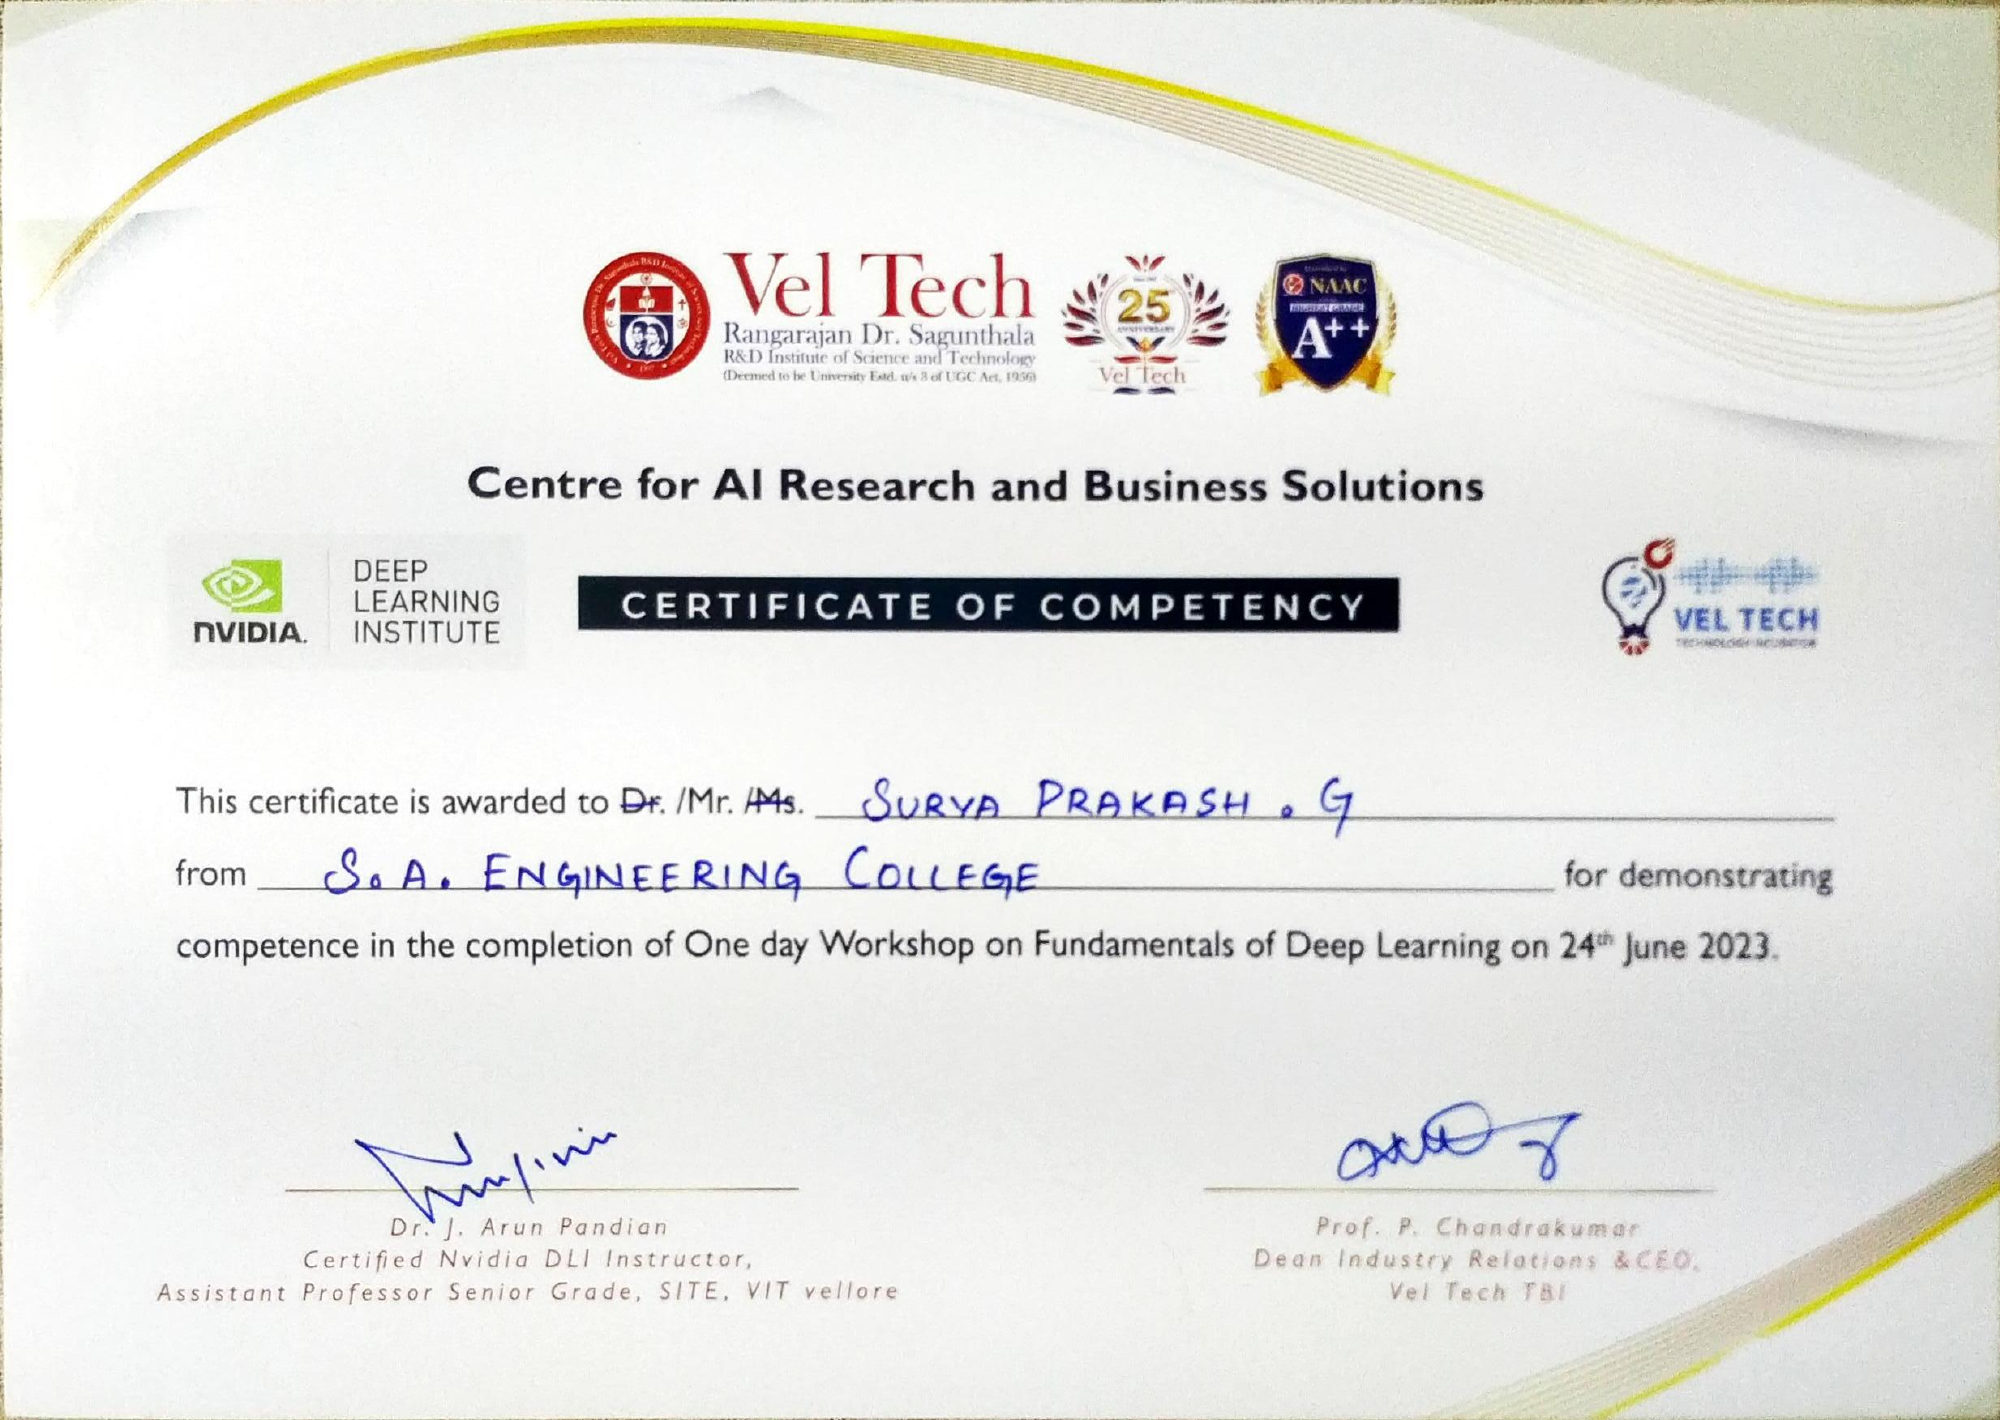 Vel Tech
Rangarajan Dr. Sagunthala
R&D Institute of Science and Technology
(Deemed to be University Estd. u/s 3 of UGC Act, 1956)
25
ANNIVERSARY
Vel Tech
NAAC
HIGHEST GRADE
A++
Centre for AI Research and Business Solutions
NVIDIA.
DEEP
LEARNING
INSTITUTE
CERTIFICATE OF COMPETENCY
VEL TECH
TECHNOLOGY INCUBATOR
This certificate is awarded to Dr. /Mr. /Ms. SURYA PRAKASH . G
from S. A. ENGINEERING COLLEGE for demonstrating
competence in the completion of One day Workshop on Fundamentals of Deep Learning on 24th June 2023.
Dr. J. Arun Pandian
Certified Nvidia DLI Instructor,
Assistant Professor Senior Grade, SITE, VIT vellore
Prof. P. Chandrakumar
Dean Industry Relations &CEO,
Vel Tech TBI